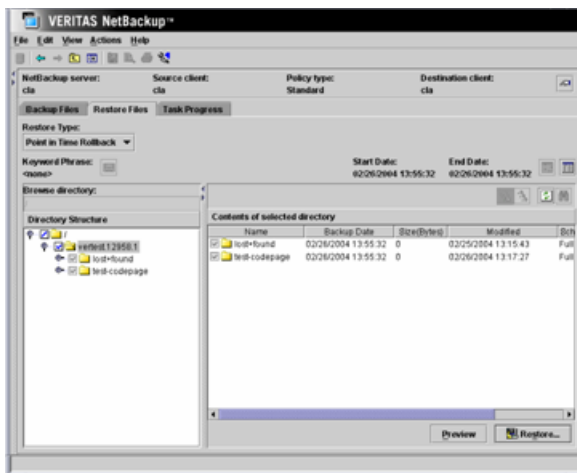 VERITAS NetBackup™
File Edit View Actions Help
NetBackup server: Source client: Policy type: Destination client:
cla cla Standard cla
Backup Files Restore Files Task Progress
Restore Type:
Point in Time Rollback
Keyword Phrase: Start Date: End Date:
<none> 02/26/2004 13:55:32 02/26/2004 13:55:32
Browse directory:
/
Directory Structure Contents of selected directory
Name Backup Date Size(Bytes) Modified Sch
/
lost+found 02/26/2004 13:55:32 0 02/25/2004 13:15:43 Full
vertest12958.1
test-codepage 02/26/2004 13:55:32 0 02/26/2004 13:17:27 Full
lost+found
test-codepage
Preview Restore...